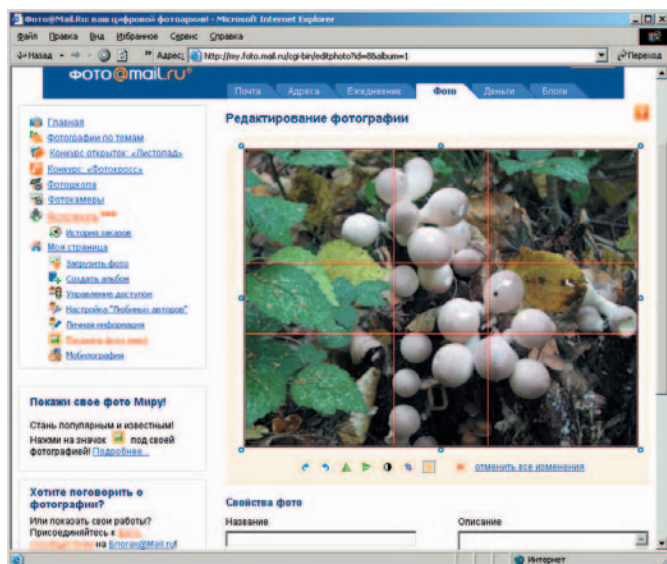 Фото@Mail.Ru: ваш цифровой фотоархив! - Microsoft Internet Explorer
Файл Правка Вид Избранное Сервис Справка
Назад » Адрес: http://my.foto.mail.ru/cgi-bin/editphoto?id=8&album=1 Переход
фото@mail.ru®
Почта Адреса Ежедневник Фото Деньги Блоги
Главная
Фотографии по темам
Конкурс открыток: «Листопад»
Конкурс: «Фотокросс»
Фотошкола
Фотокамеры
История заказов
Моя страница
Загрузить фото
Создать альбом
Управление доступом
Настройка "Любимых авторов"
Личная информация
Мобилографии
Покажи свое фото Миру!
Стань популярным и известным!
Нажми на значок под своей
фотографией! Подробнее...
Хотите поговорить о
фотографии?
Или показать свои работы?
Присоединяйтесь к
на Блогах@Mail.ru!
Редактирование фотографии
отменить все изменения
Свойства фото
Название Описание
Интернет